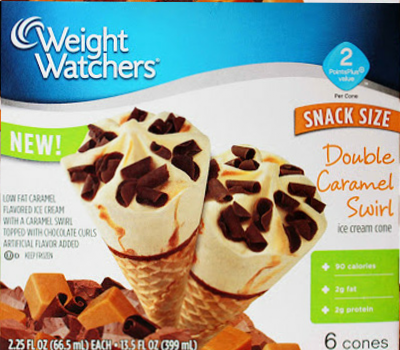 Weight
Watchers®
2
PointsPlus®
value
Per Cone
SNACK SIZE
NEW!
Double
Caramel
Swirl
ice cream cone
LOW FAT CARAMEL
FLAVORED ICE CREAM
WITH A CARAMEL SWIRL
TOPPED WITH CHOCOLATE CURLS
ARTIFICIAL FLAVOR ADDED
KEEP FROZEN
+ 90 calories
+ 2g fat
+ 2g protein
2.25 FL OZ (66.5 mL) EACH • 13.5 FL OZ (399 mL)
6 cones